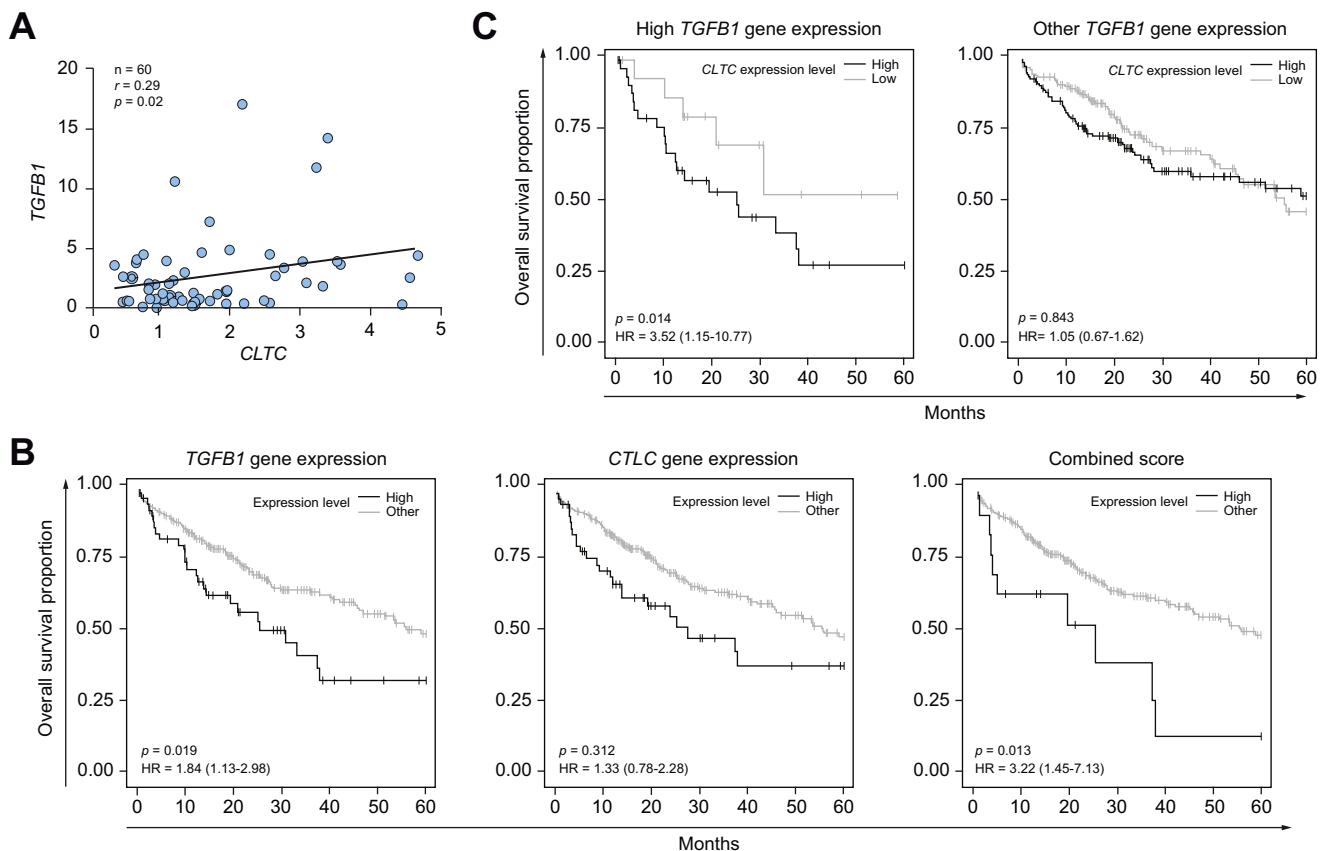 A
n = 60
r = 0.29
p = 0.02
TGFB1
20
15
10
5
0
0 1 2 3 4 5
CLTC
C
High TGFB1 gene expression
Overall survival proportion
1.00
0.75
0.50
0.25
0.00
CLTC expression level
High
Low
p = 0.014
HR = 3.52 (1.15-10.77)
0 10 20 30 40 50 60
Other TGFB1 gene expression
1.00
0.75
0.50
0.25
0.00
CLTC expression level
High
Low
p = 0.843
HR= 1.05 (0.67-1.62)
0 10 20 30 40 50 60
Months
B
TGFB1 gene expression
Overall survival proportion
1.00
0.75
0.50
0.25
0.00
Expression level
High
Other
p = 0.019
HR = 1.84 (1.13-2.98)
0 10 20 30 40 50 60
CTLC gene expression
1.00
0.75
0.50
0.25
0.00
Expression level
High
Other
p = 0.312
HR = 1.33 (0.78-2.28)
0 10 20 30 40 50 60
Combined score
1.00
0.75
0.50
0.25
0.00
Expression level
High
Other
p = 0.013
HR = 3.22 (1.45-7.13)
0 10 20 30 40 50 60
Months